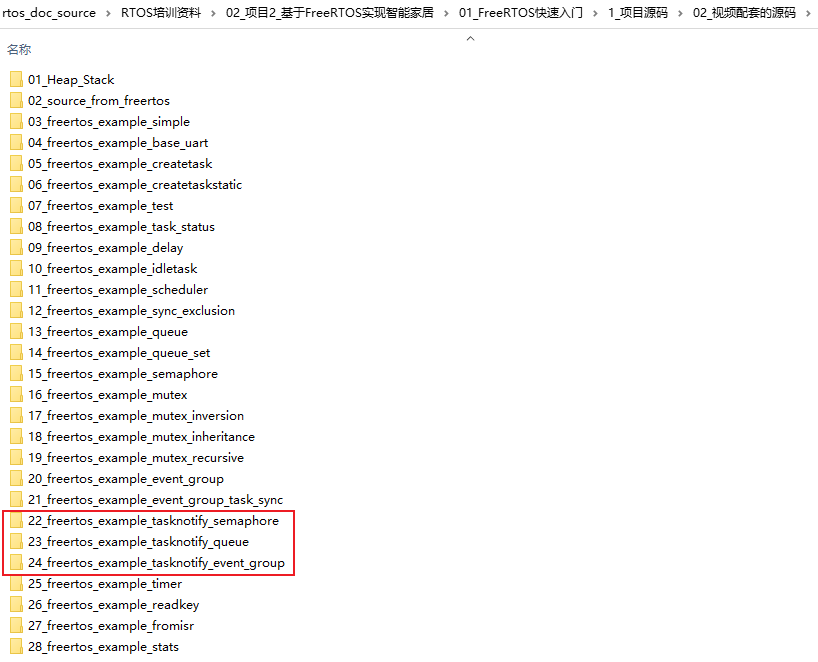 rtos_doc_source › RTOS培训资料 › 02_项目2_基于FreeRTOS实现智能家居 › 01_FreeRTOS快速入门 › 1_项目源码 › 02_视频配套的源码 ›
名称
01_Heap_Stack
02_source_from_freertos
03_freertos_example_simple
04_freertos_example_base_uart
05_freertos_example_createtask
06_freertos_example_createtaskstatic
07_freertos_example_test
08_freertos_example_task_status
09_freertos_example_delay
10_freertos_example_idletask
11_freertos_example_scheduler
12_freertos_example_sync_exclusion
13_freertos_example_queue
14_freertos_example_queue_set
15_freertos_example_semaphore
16_freertos_example_mutex
17_freertos_example_mutex_inversion
18_freertos_example_mutex_inheritance
19_freertos_example_mutex_recursive
20_freertos_example_event_group
21_freertos_example_event_group_task_sync
22_freertos_example_tasknotify_semaphore
23_freertos_example_tasknotify_queue
24_freertos_example_tasknotify_event_group
25_freertos_example_timer
26_freertos_example_readkey
27_freertos_example_fromisr
28_freertos_example_stats